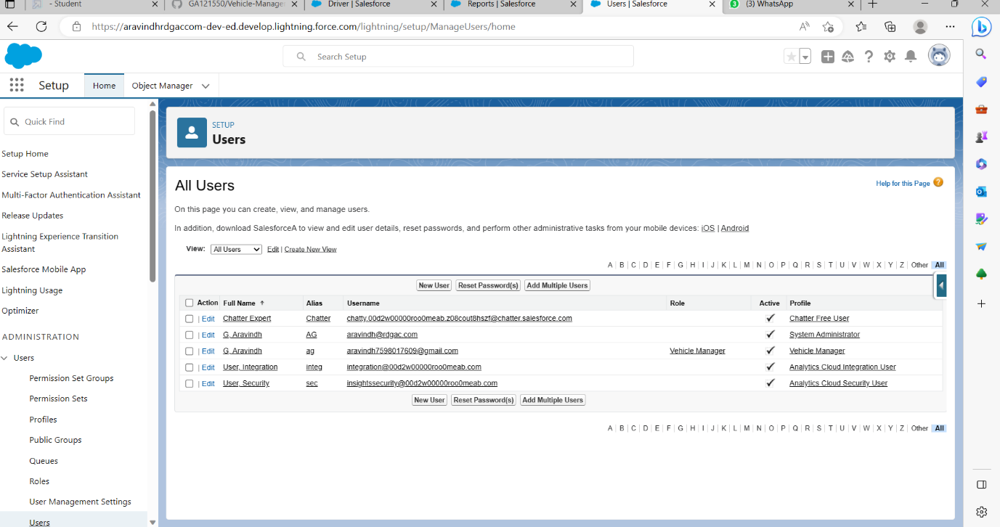 - Student
GA121550/Vehicle-Manager
Driver | Salesforce
Reports | Salesforce
Users | Salesforce
3
(3) WhatsApp
https://aravindhrdgaccom-dev-ed.develop.lightning.force.com/lightning/setup/ManageUsers/home
Search Setup
Setup
Home
Object Manager
Quick Find
Setup Home
Service Setup Assistant
Multi-Factor Authentication Assistant
Release Updates
Lightning Experience Transition
Assistant
Salesforce Mobile App
Lightning Usage
Optimizer
ADMINISTRATION
Users
Permission Set Groups
Permission Sets
Profiles
Public Groups
Queues
Roles
User Management Settings
Users
SETUP
Users
All Users
Help for this Page ?
On this page you can create, view, and manage users.
In addition, download SalesforceA to view and edit user details, reset passwords, and perform other administrative tasks from your mobile devices: iOS | Android
View: All Users Edit | Create New View
A | B | C | D | E | F | G | H | I | J | K | L | M | N | O | P | Q | R | S | T | U | V | W | X | Y | Z | Other | All
New User Reset Password(s) Add Multiple Users
Action Full Name ↑ Alias Username Role Active Profile
| Edit Chatter Expert Chatter chatty.00d2w00000roo0meab.z08cout8hszf@chatter.salesforce.com Chatter Free User
| Edit G, Aravindh AG aravindh@rdgac.com System Administrator
| Edit G, Aravindh ag aravindh7598017609@gmail.com Vehicle Manager Vehicle Manager
| Edit User, Integration integ integration@00d2w00000roo0meab.com Analytics Cloud Integration User
| Edit User, Security sec insightssecurity@00d2w00000roo0meab.com Analytics Cloud Security User
New User Reset Password(s) Add Multiple Users
A | B | C | D | E | F | G | H | I | J | K | L | M | N | O | P | Q | R | S | T | U | V | W | X | Y | Z | Other | All